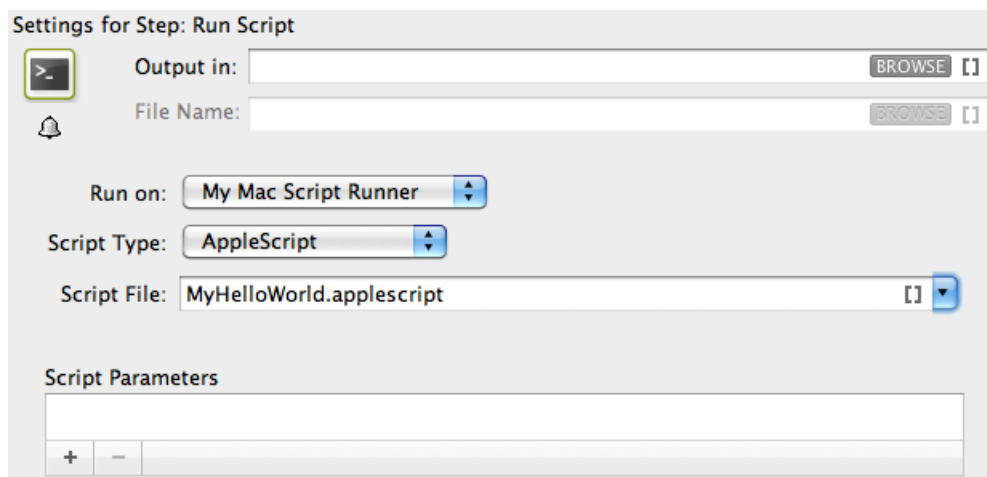 Settings for Step: Run Script
Output in: BROWSE []
File Name: BROWSE []
Run on: My Mac Script Runner
Script Type: AppleScript
Script File: MyHelloWorld.applescript []
Script Parameters
+ −